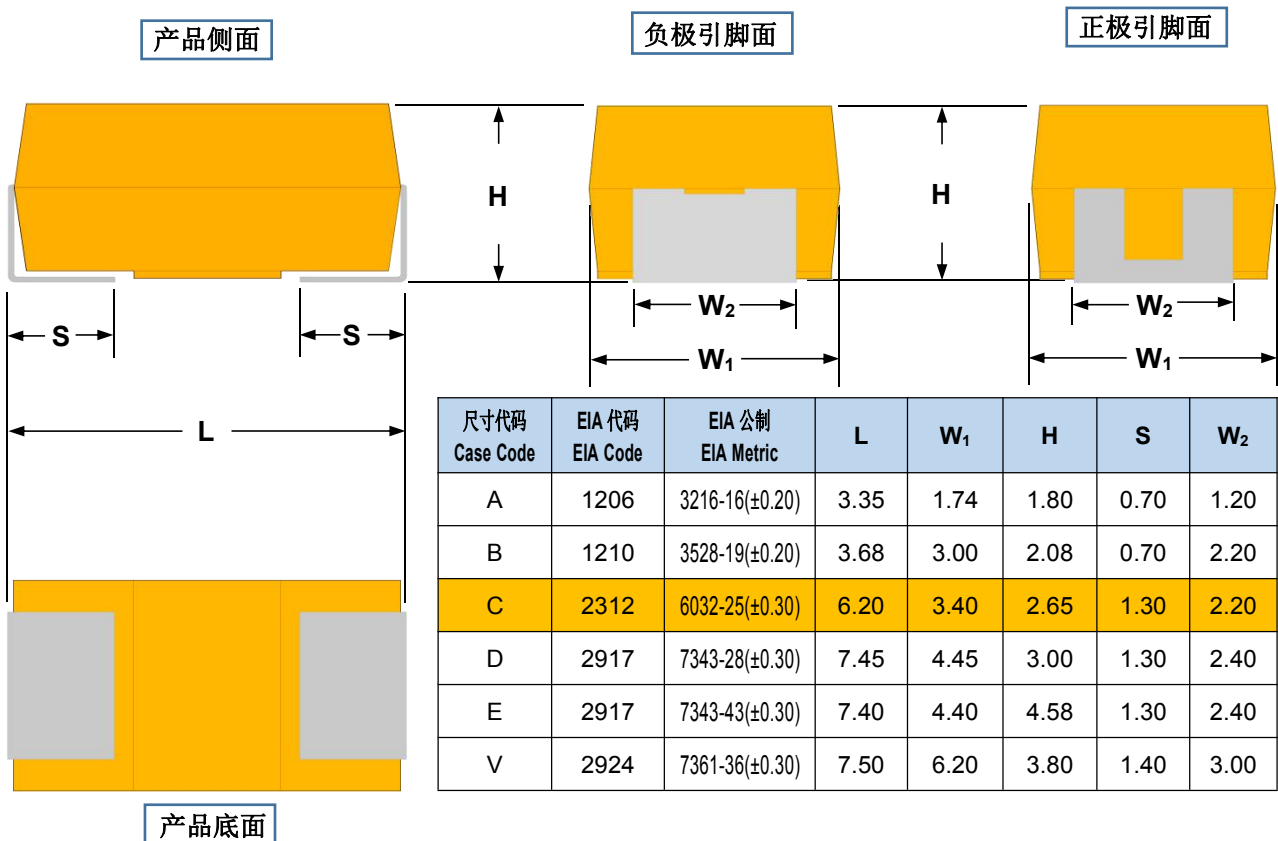 产品侧面
负极引脚面
正极引脚面
H
H
W₂
W₂
S
S
W₁
W₁
L
尺寸代码 EIA 代码 EIA 公制 L W₁ H S W₂
Case Code EIA Code EIA Metric
A 1206 3216-16(±0.20) 3.35 1.74 1.80 0.70 1.20
B 1210 3528-19(±0.20) 3.68 3.00 2.08 0.70 2.20
C 2312 6032-25(±0.30) 6.20 3.40 2.65 1.30 2.20
D 2917 7343-28(±0.30) 7.45 4.45 3.00 1.30 2.40
E 2917 7343-43(±0.30) 7.40 4.40 4.58 1.30 2.40
V 2924 7361-36(±0.30) 7.50 6.20 3.80 1.40 3.00
产品底面